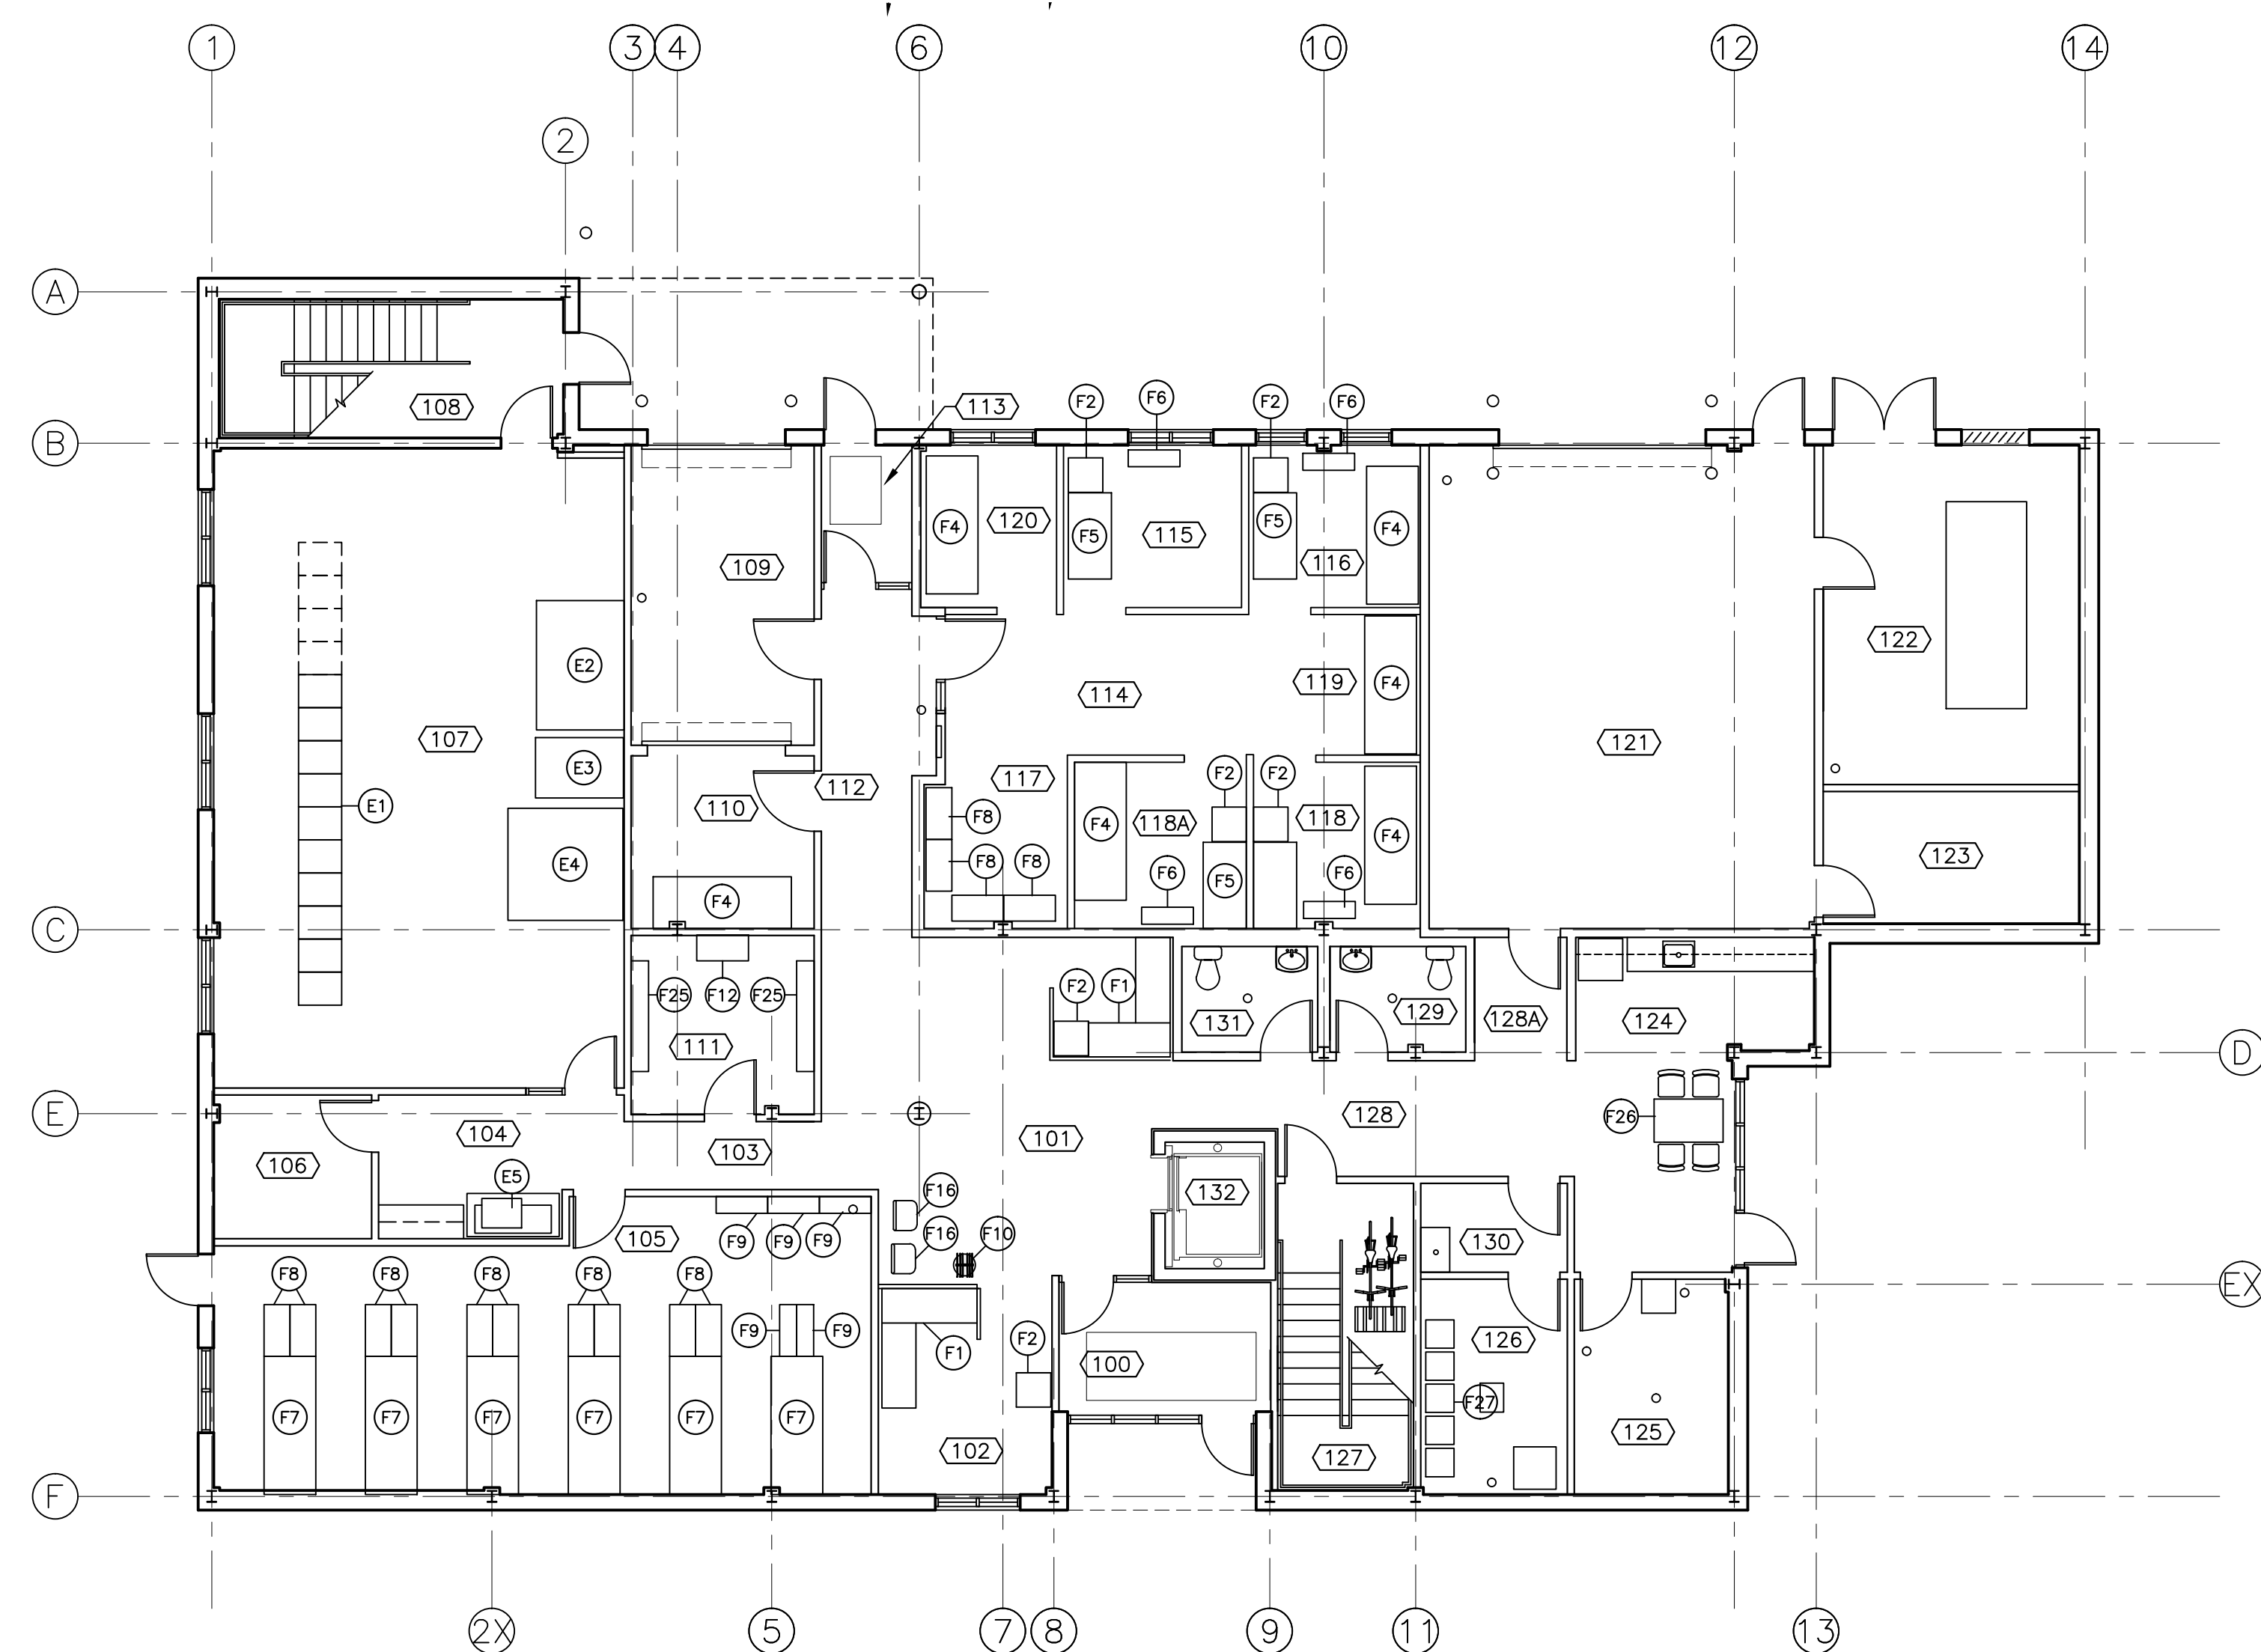 1
3
4
6
10
12
14
2
A
108
B
113
F2
F6
F2
F6
F4
120
F5
115
F5
116
F4
109
E2
122
114
119
F4
107
121
E3
117
F2
F2
112
E1
110
F8
F4
118A
118
F4
123
E4
F8
F8
F6
F5
F6
F4
C
F25
F12
F25
F2
F1
131
129
128A
124
111
D
E
104
103
101
128
F26
106
E5
F16
132
105
F9
F9
F9
F16
F10
130
F8
F8
F8
F8
F8
EX
F9
F9
F1
F2
100
126
F7
F7
F7
F7
F7
F7
F27
102
127
125
F
2X
5
7
8
9
11
13